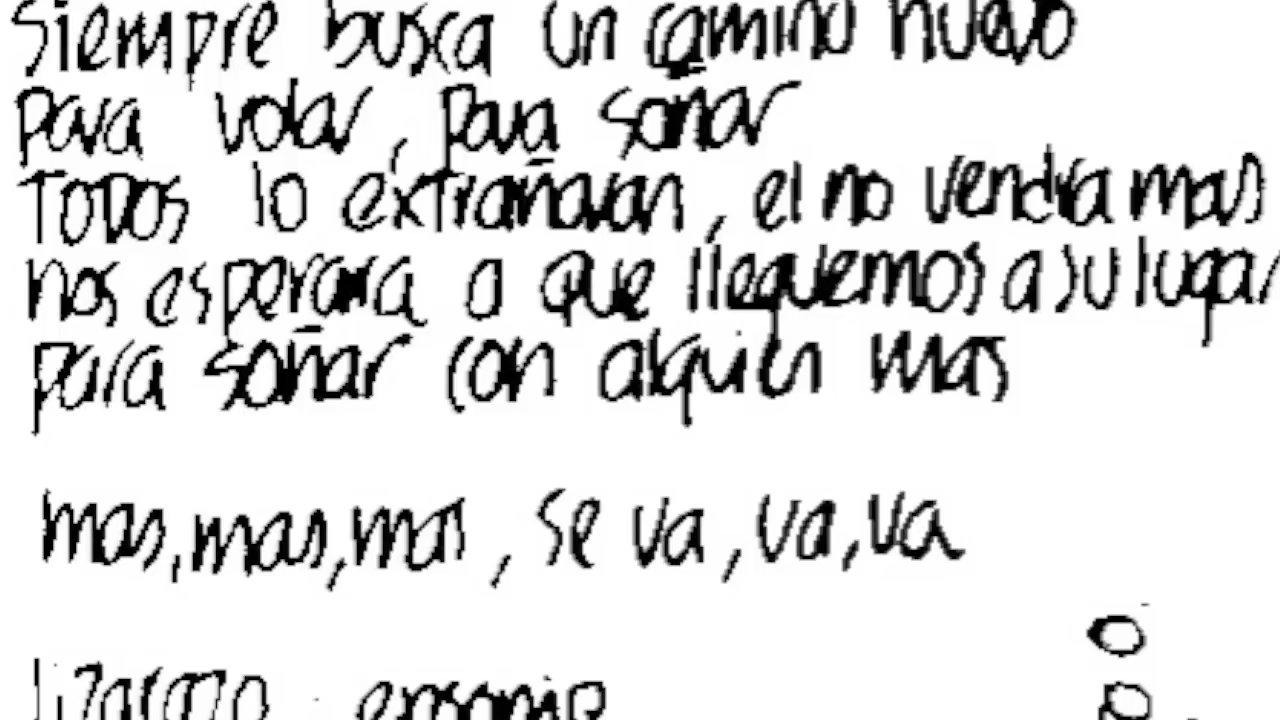 Siempre busca un camino nuevo
para volar, para soñar
Todos lo extrañaran, el no vendra mas
nos esperara a que lleguemos a su lugar
para soñar con alguien mas
mas, mas, mas, se va, va, va